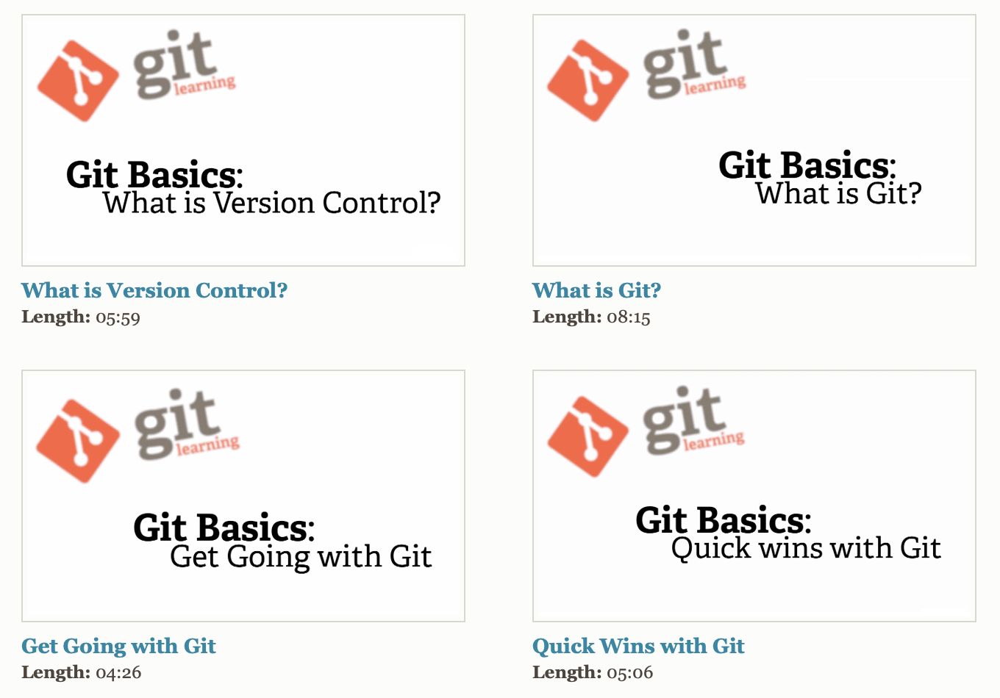 git
learning
Git Basics:
What is Version Control?
What is Version Control?
Length: 05:59
git
learning
Git Basics:
What is Git?
What is Git?
Length: 08:15
git
learning
Git Basics:
Get Going with Git
Get Going with Git
Length: 04:26
git
learning
Git Basics:
Quick wins with Git
Quick Wins with Git
Length: 05:06